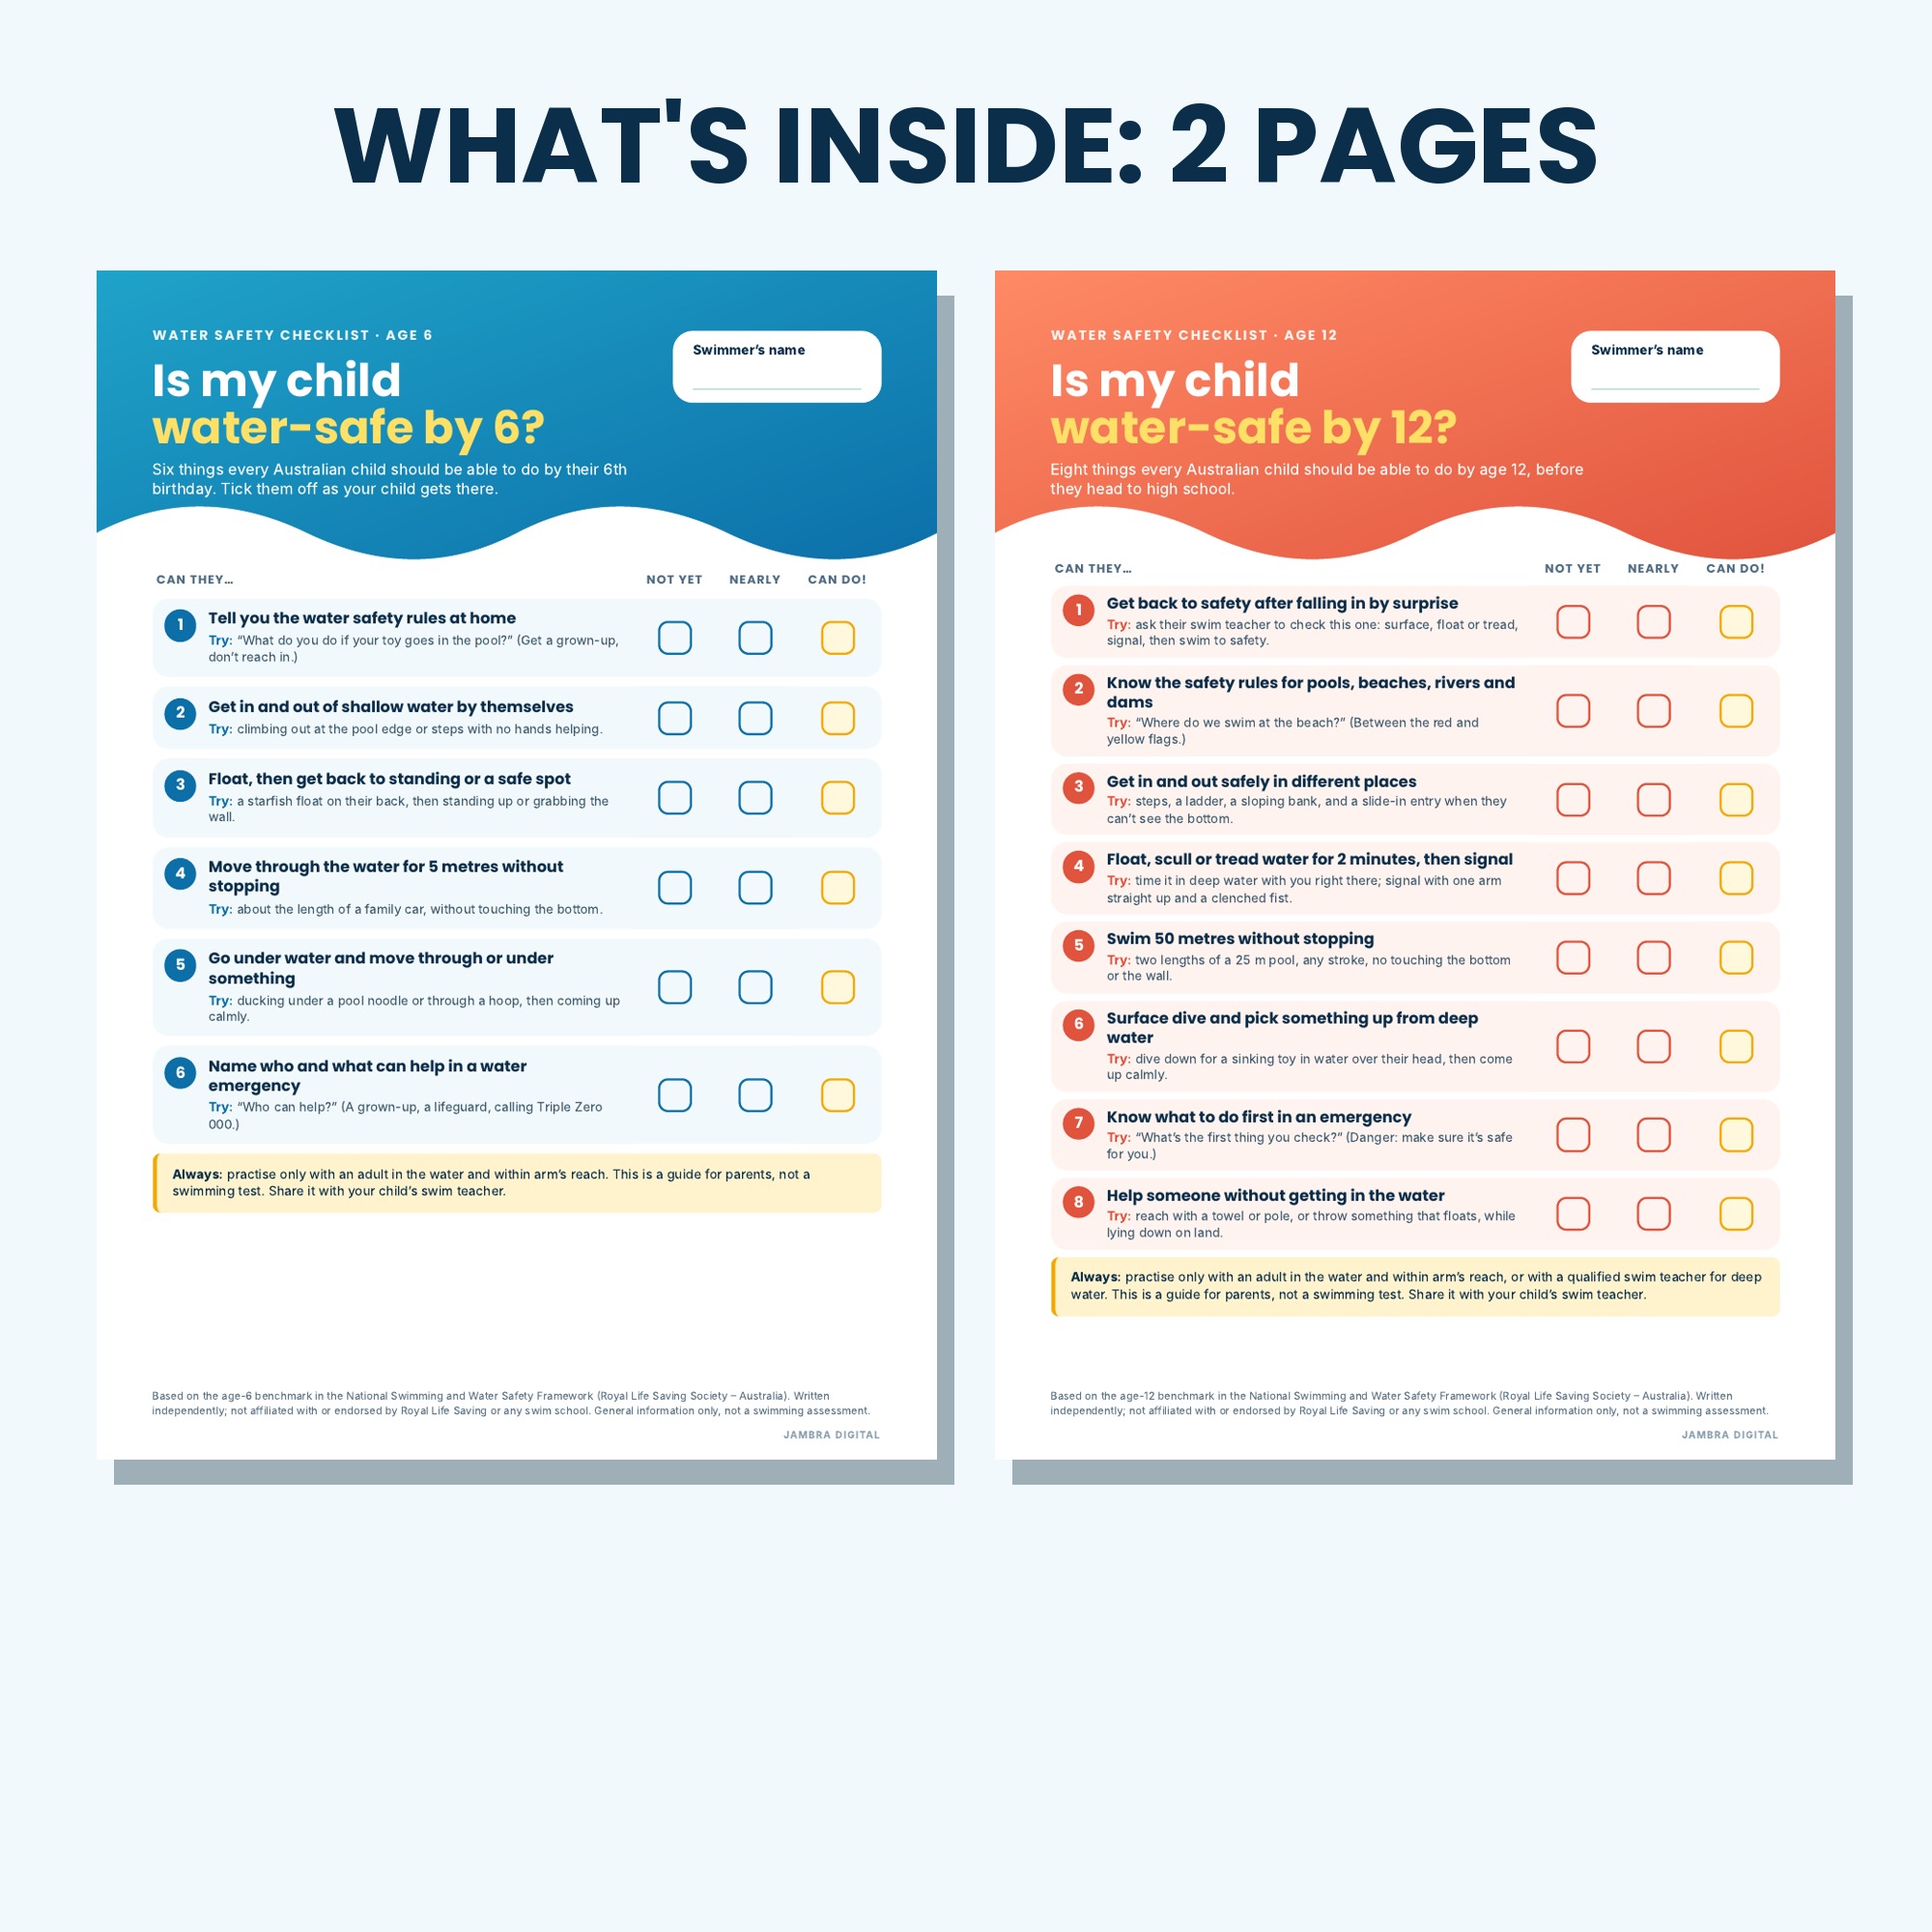 WHAT'S INSIDE: 2 PAGES
WATER SAFETY CHECKLIST · AGE 6
Is my child
water-safe by 6?
Six things every Australian child should be able to do by their 6th
birthday. Tick them off as your child gets there.
Swimmer’s name
CAN THEY…
NOT YET
NEARLY
CAN DO!
1
Tell you the water safety rules at home
Try: “What do you do if your toy goes in the pool?” (Get a grown-up,
don’t reach in.)
2
Get in and out of shallow water by themselves
Try: climbing out at the pool edge or steps with no hands helping.
3
Float, then get back to standing or a safe spot
Try: a starfish float on their back, then standing up or grabbing the
wall.
4
Move through the water for 5 metres without
stopping
Try: about the length of a family car, without touching the bottom.
5
Go under water and move through or under
something
Try: ducking under a pool noodle or through a hoop, then coming up
calmly.
6
Name who and what can help in a water
emergency
Try: “Who can help?” (A grown-up, a lifeguard, calling Triple Zero
000.)
Always: practise only with an adult in the water and within arm’s reach. This is a guide for parents, not a
swimming test. Share it with your child’s swim teacher.
Based on the age-6 benchmark in the National Swimming and Water Safety Framework (Royal Life Saving Society – Australia). Written
independently; not affiliated with or endorsed by Royal Life Saving or any swim school. General information only, not a swimming assessment.
JAMBRA DIGITAL
WATER SAFETY CHECKLIST · AGE 12
Is my child
water-safe by 12?
Eight things every Australian child should be able to do by age 12, before
they head to high school.
Swimmer’s name
CAN THEY…
NOT YET
NEARLY
CAN DO!
1
Get back to safety after falling in by surprise
Try: ask their swim teacher to check this one: surface, float or tread,
signal, then swim to safety.
2
Know the safety rules for pools, beaches, rivers and
dams
Try: “Where do we swim at the beach?” (Between the red and
yellow flags.)
3
Get in and out safely in different places
Try: steps, a ladder, a sloping bank, and a slide-in entry when they
can’t see the bottom.
4
Float, scull or tread water for 2 minutes, then signal
Try: time it in deep water with you right there; signal with one arm
straight up and a clenched fist.
5
Swim 50 metres without stopping
Try: two lengths of a 25 m pool, any stroke, no touching the bottom
or the wall.
6
Surface dive and pick something up from deep
water
Try: dive down for a sinking toy in water over their head, then come
up calmly.
7
Know what to do first in an emergency
Try: “What’s the first thing you check?” (Danger: make sure it’s safe
for you.)
8
Help someone without getting in the water
Try: reach with a towel or pole, or throw something that floats, while
lying down on land.
Always: practise only with an adult in the water and within arm’s reach, or with a qualified swim teacher for deep
water. This is a guide for parents, not a swimming test. Share it with your child’s swim teacher.
Based on the age-12 benchmark in the National Swimming and Water Safety Framework (Royal Life Saving Society – Australia). Written
independently; not affiliated with or endorsed by Royal Life Saving or any swim school. General information only, not a swimming assessment.
JAMBRA DIGITAL